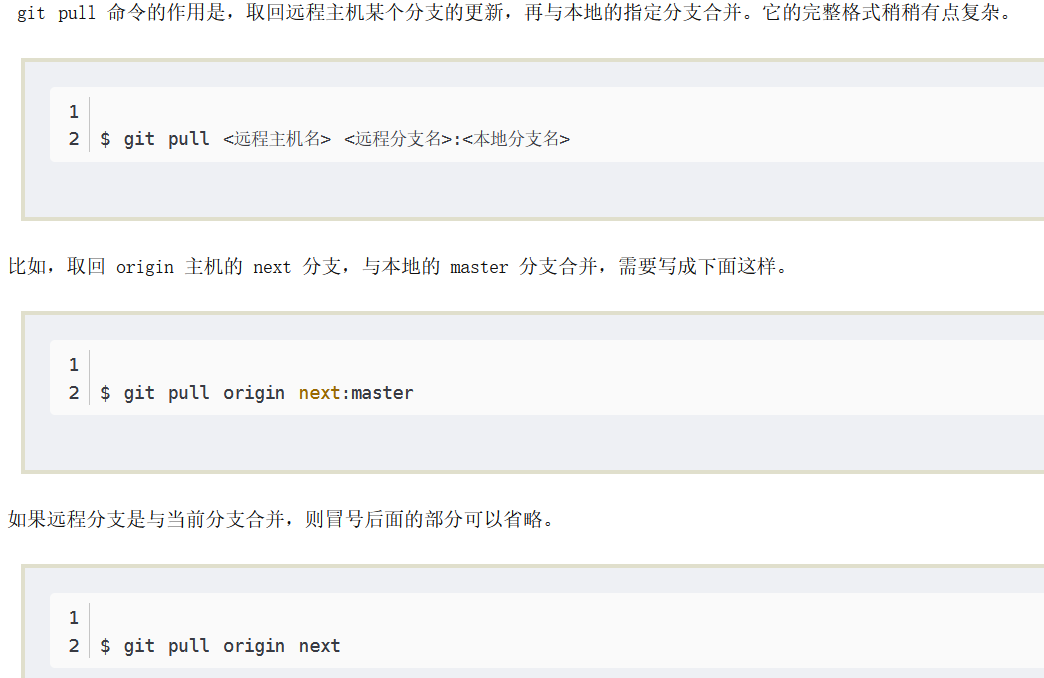 git pull 命令的作用是，取回远程主机某个分支的更新，再与本地的指定分支合并。它的完整格式稍稍有点复杂。
1
2 $ git pull <远程主机名> <远程分支名>:<本地分支名>
比如，取回 origin 主机的 next 分支，与本地的 master 分支合并，需要写成下面这样。
1
2 $ git pull origin next:master
如果远程分支是与当前分支合并，则冒号后面的部分可以省略。
1
2 $ git pull origin next